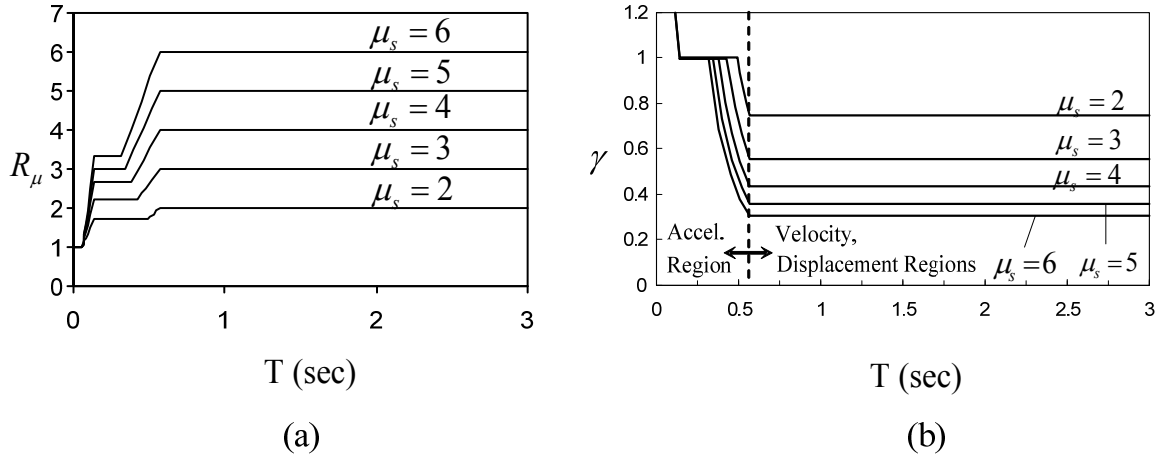 7
6
5
4
3
2
1
0
R_μ
μ_s = 6
μ_s = 5
μ_s = 4
μ_s = 3
μ_s = 2
0 1 2 3
T (sec)
(a)
1.2
1
0.8
0.6
0.4
0.2
0
γ
μ_s = 2
μ_s = 3
μ_s = 4
Accel.
Region
Velocity,
Displacement Regions
μ_s = 6
μ_s = 5
0 0.5 1 1.5 2 2.5 3
T (sec)
(b)